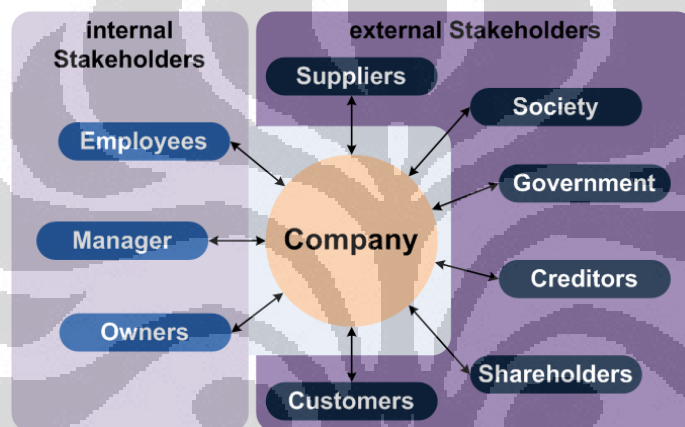 internal
Stakeholders
external Stakeholders
Suppliers
Society
Employees
Government
Manager
Company
Creditors
Owners
Shareholders
Customers